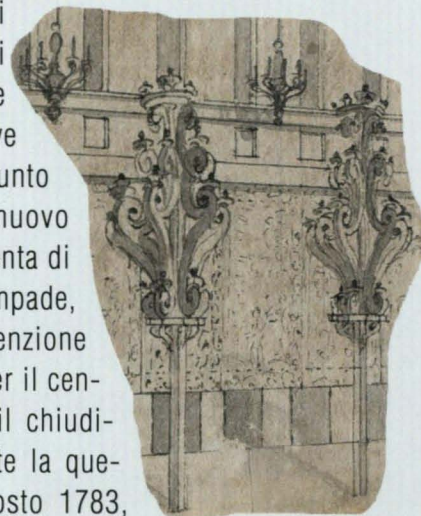 i
i
e
ve
unto
nuovo
nta di
npade,
enzione
er il cen-
il chiudi-
te la que-
osto 1783,